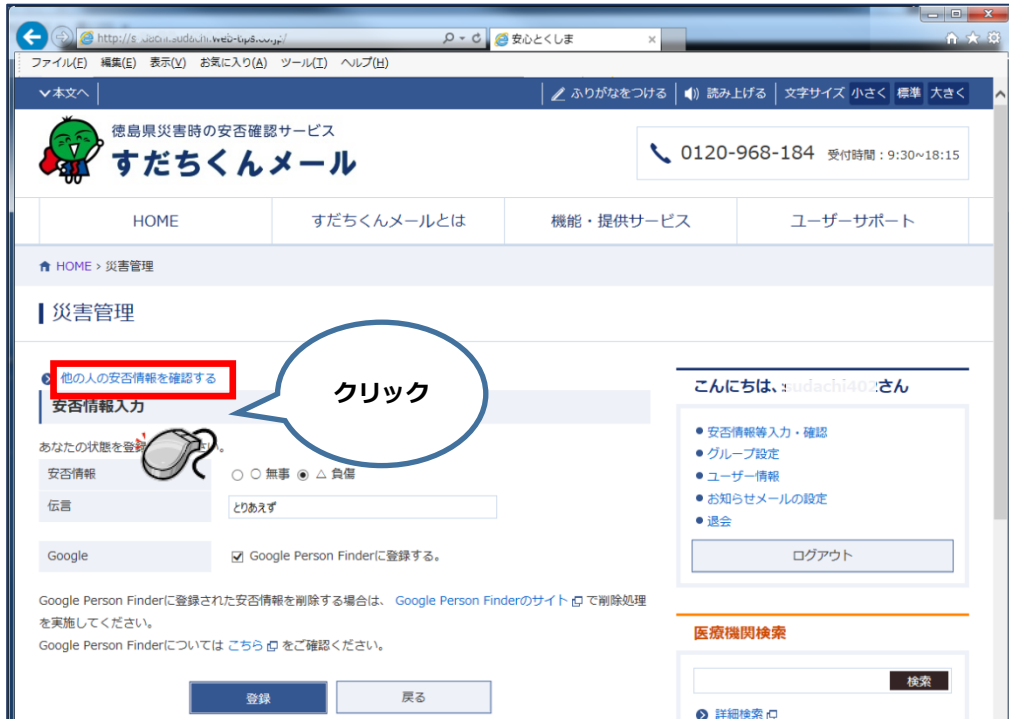 安心とくしま
ファイル(F) 編集(E) 表示(V) お気に入り(A) ツール(T) ヘルプ(H)
本文へ
ふりがなをつける 読み上げる 文字サイズ 小さく 標準 大きく
徳島県災害時の安否確認サービス
すだちくんメール
0120-968-184 受付時間：9:30~18:15
HOME すだちくんメールとは 機能・提供サービス ユーザーサポート
HOME > 災害管理
災害管理
他の人の安否情報を確認する
クリック
安否情報入力
あなたの状態を登録
安否情報 ○ 無事 △ 負傷
伝言 とりあえず
Google Google Person Finderに登録する。
Google Person Finderに登録された安否情報を削除する場合は、 Google Person Finderのサイト で削除処理
を実施してください。
Google Person Finderについては こちら をご確認ください。
登録 戻る
こんにちは、sudachi402さん
安否情報等入力・確認
グループ設定
ユーザー情報
お知らせメールの設定
退会
ログアウト
医療機関検索
検索
詳細検索